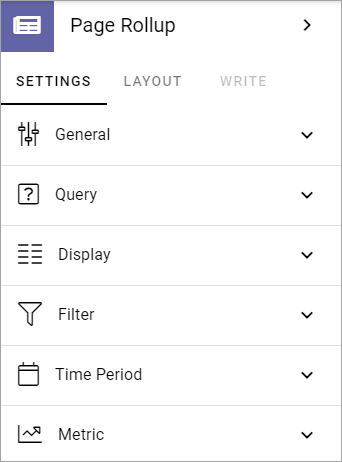 Page Rollup
SETTINGS LAYOUT WRITE
General
Query
Display
Filter
Time Period
Metric